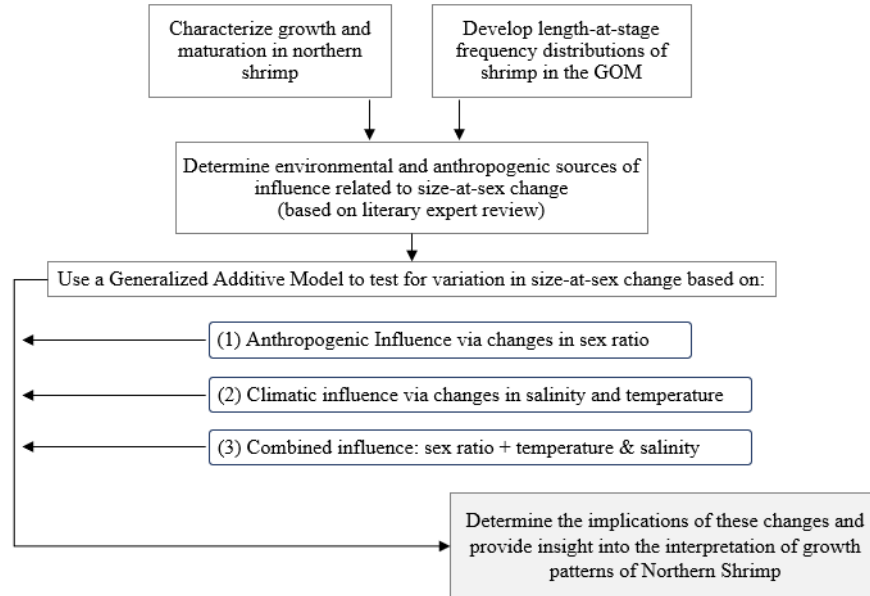 Characterize growth and
maturation in northern
shrimp
Develop length-at-stage
frequency distributions of
shrimp in the GOM
Determine environmental and anthropogenic sources of
influence related to size-at-sex change
(based on literary expert review)
Use a Generalized Additive Model to test for variation in size-at-sex change based on:
(1) Anthropogenic Influence via changes in sex ratio
(2) Climatic influence via changes in salinity and temperature
(3) Combined influence: sex ratio + temperature & salinity
Determine the implications of these changes and
provide insight into the interpretation of growth
patterns of Northern Shrimp